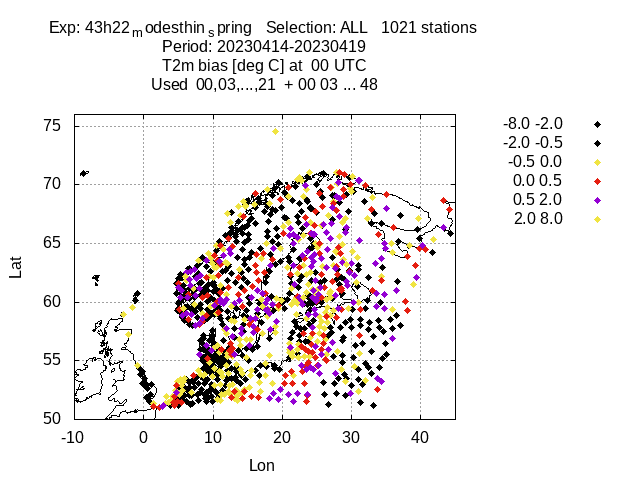 Exp: 43h22modesthinspring Selection: ALL 1021 stations
Period: 20230414-20230419
T2m bias [deg C] at 00 UTC
Used 00,03,...,21 + 00 03 ... 48
-8.0 -2.0
-2.0 -0.5
-0.5 0.0
0.0 0.5
0.5 2.0
2.0 8.0
75
70
65
60
55
50
Lat
-10 0 10 20 30 40
Lon